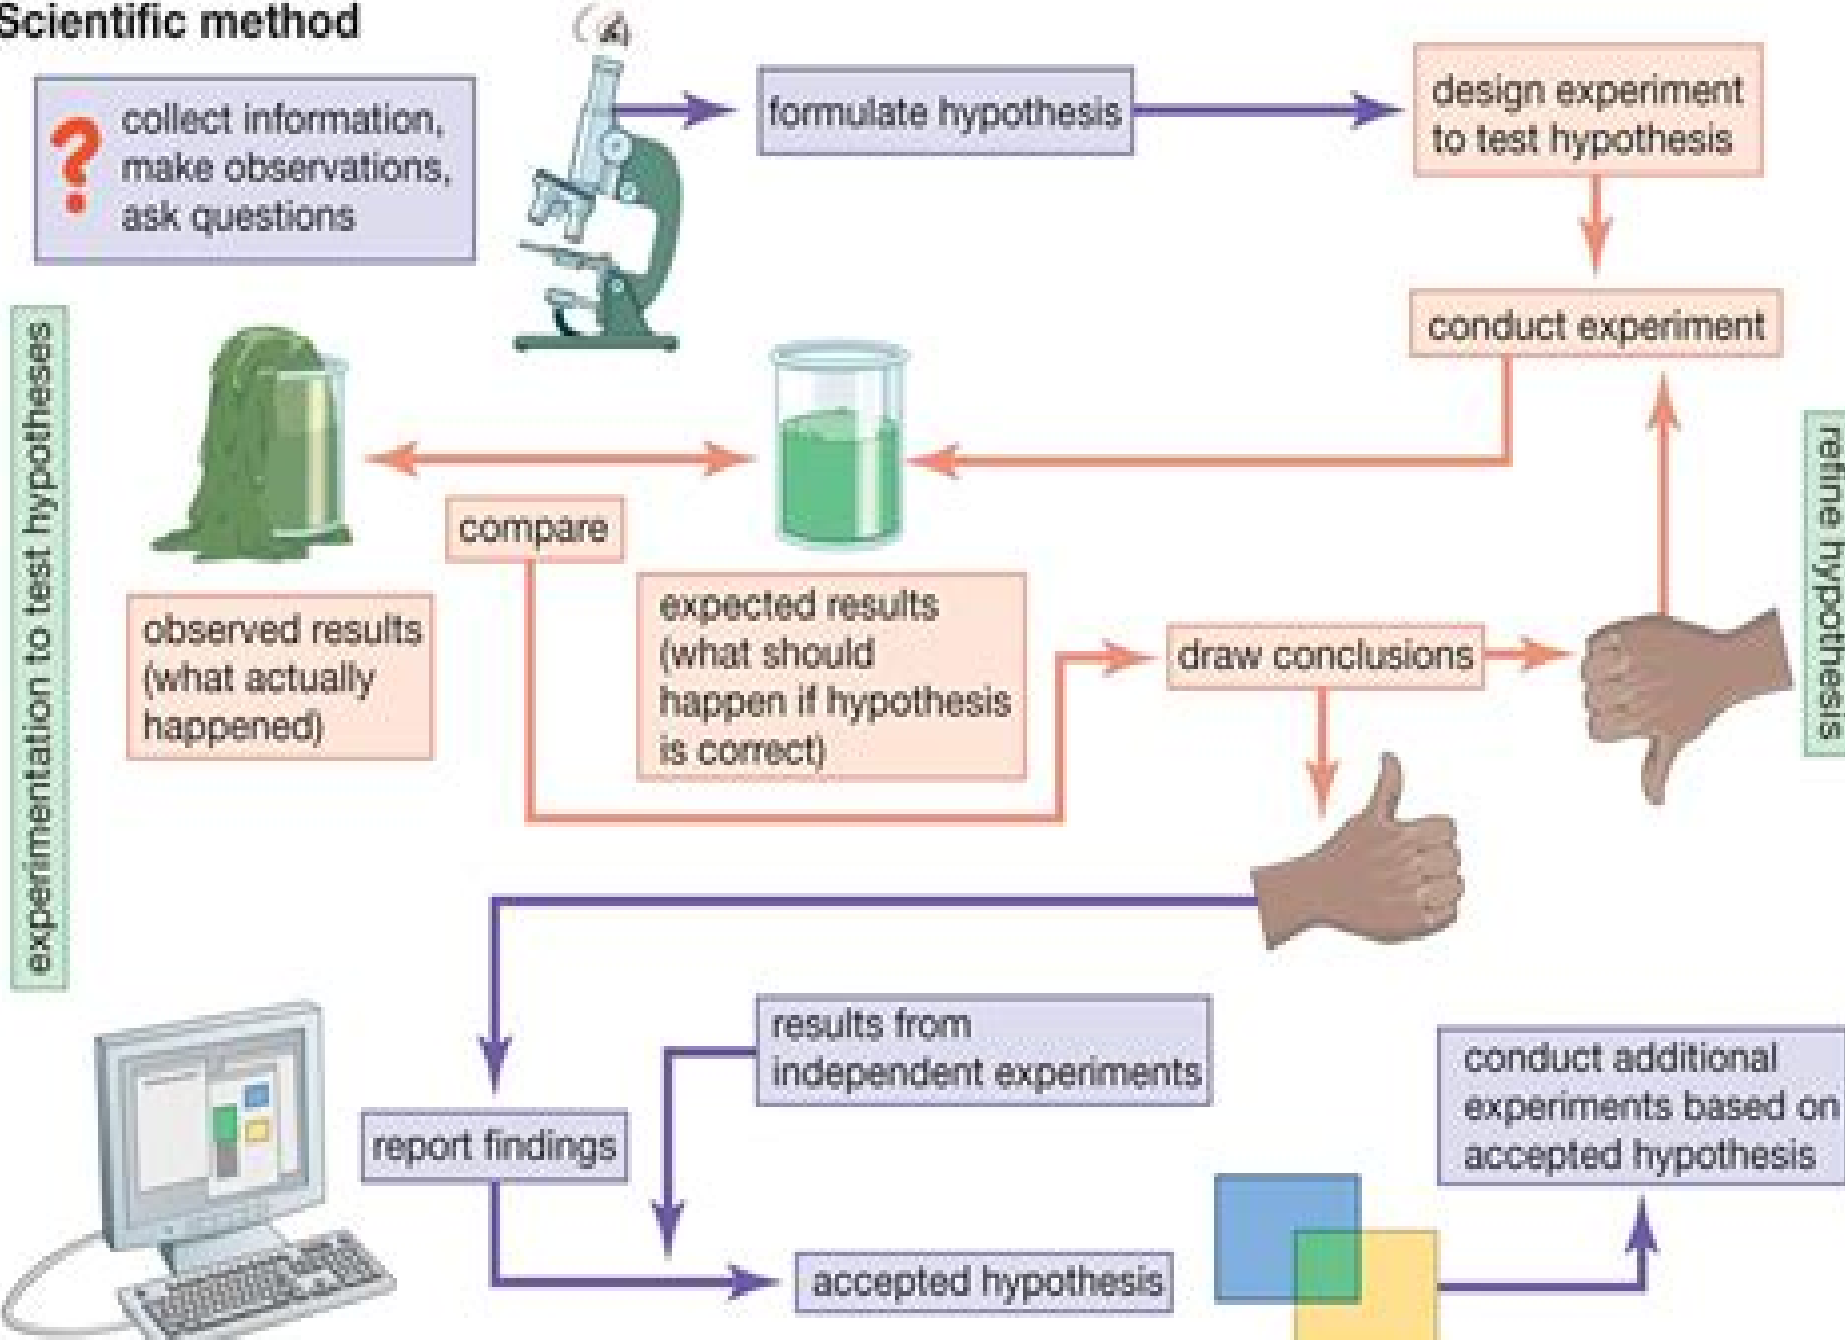 Scientific method
collect information,
make observations,
ask questions
formulate hypothesis
design experiment
to test hypothesis
conduct experiment
experimentation to test hypotheses
refine hypothesis
compare
observed results
(what actually
happened)
expected results
(what should
happen if hypothesis
is correct)
draw conclusions
results from
independent experiments
report findings
conduct additional
experiments based on
accepted hypothesis
accepted hypothesis